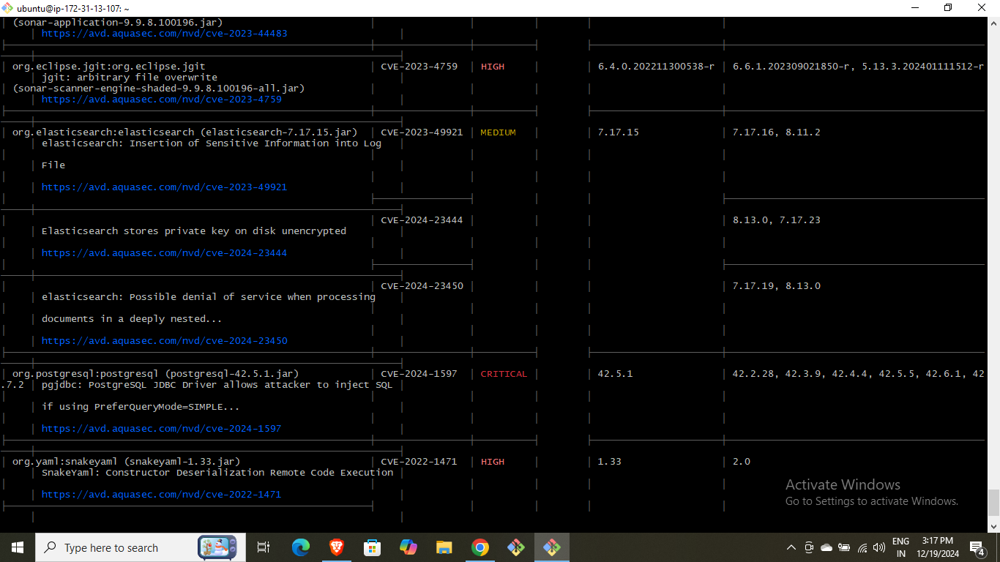 ubuntu@ip-172-31-13-107: ~
(sonar-application-9.9.8.100196.jar)
https://avd.aquasec.com/nvd/cve-2023-44483
org.eclipse.jgit:org.eclipse.jgit | CVE-2023-4759 | HIGH | | 6.4.0.202211300538-r | 6.6.1.202309021850-r, 5.13.3.202401111512-r
jgit: arbitrary file overwrite
(sonar-scanner-engine-shaded-9.9.8.100196-all.jar)
https://avd.aquasec.com/nvd/cve-2023-4759
org.elasticsearch:elasticsearch (elasticsearch-7.17.15.jar) | CVE-2023-49921 | MEDIUM | | 7.17.15 | 7.17.16, 8.11.2
elasticsearch: Insertion of Sensitive Information into Log
File
https://avd.aquasec.com/nvd/cve-2023-49921
CVE-2024-23444 | | | | 8.13.0, 7.17.23
Elasticsearch stores private key on disk unencrypted
https://avd.aquasec.com/nvd/cve-2024-23444
CVE-2024-23450 | | | | 7.17.19, 8.13.0
elasticsearch: Possible denial of service when processing
documents in a deeply nested...
https://avd.aquasec.com/nvd/cve-2024-23450
org.postgresql:postgresql (postgresql-42.5.1.jar) | CVE-2024-1597 | CRITICAL | | 42.5.1 | 42.2.28, 42.3.9, 42.4.4, 42.5.5, 42.6.1, 42
.7.2 | pgjdbc: PostgreSQL JDBC Driver allows attacker to inject SQL
if using PreferQueryMode=SIMPLE...
https://avd.aquasec.com/nvd/cve-2024-1597
org.yaml:snakeyaml (snakeyaml-1.33.jar) | CVE-2022-1471 | HIGH | | 1.33 | 2.0
SnakeYaml: Constructor Deserialization Remote Code Execution
https://avd.aquasec.com/nvd/cve-2022-1471
Activate Windows
Go to Settings to activate Windows.
Type here to search
ENG
IN
3:17 PM
12/19/2024
4